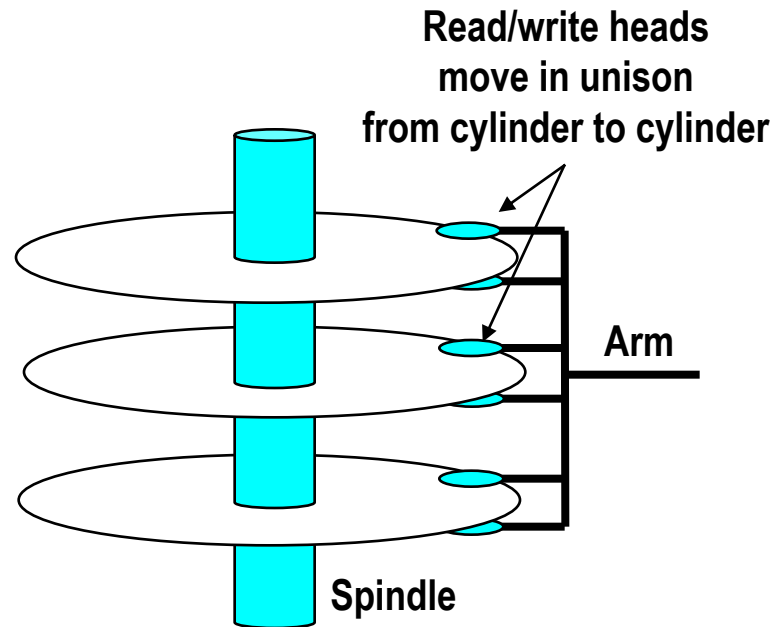 Read/write heads
move in unison
from cylinder to cylinder
Arm
Spindle